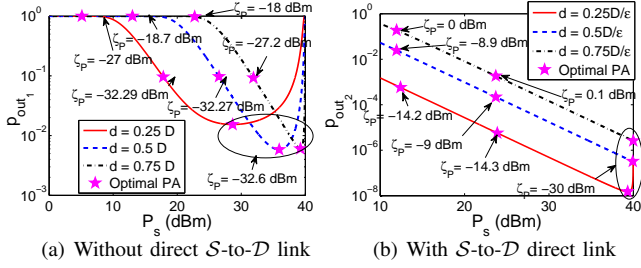 10⁰
10⁻¹
10⁻²
10⁻³
p_out₁
0
10
20
30
40
P_s (dBm)
ζ_P = −18 dBm
ζ_P = −18.7 dBm
ζ_P = −27.2 dBm
ζ_P = −27 dBm
ζ_P = −32.29 dBm
ζ_P = −32.27 dBm
ζ_P = −32.6 dBm
d = 0.25 D
d = 0.5 D
d = 0.75 D
Optimal PA
(a) Without direct S-to-D link
10⁰
10⁻²
10⁻⁴
10⁻⁶
10⁻⁸
p_out₂
10
20
30
40
P_s (dBm)
ζ_P = 0 dBm
ζ_P = −8.9 dBm
ζ_P = 0.1 dBm
ζ_P = −14.2 dBm
ζ_P = −9 dBm
ζ_P = −14.3 dBm
ζ_P = −30 dBm
d = 0.25D/ε
d = 0.5D/ε
d = 0.75D/ε
Optimal PA
(b) With S-to-D direct link